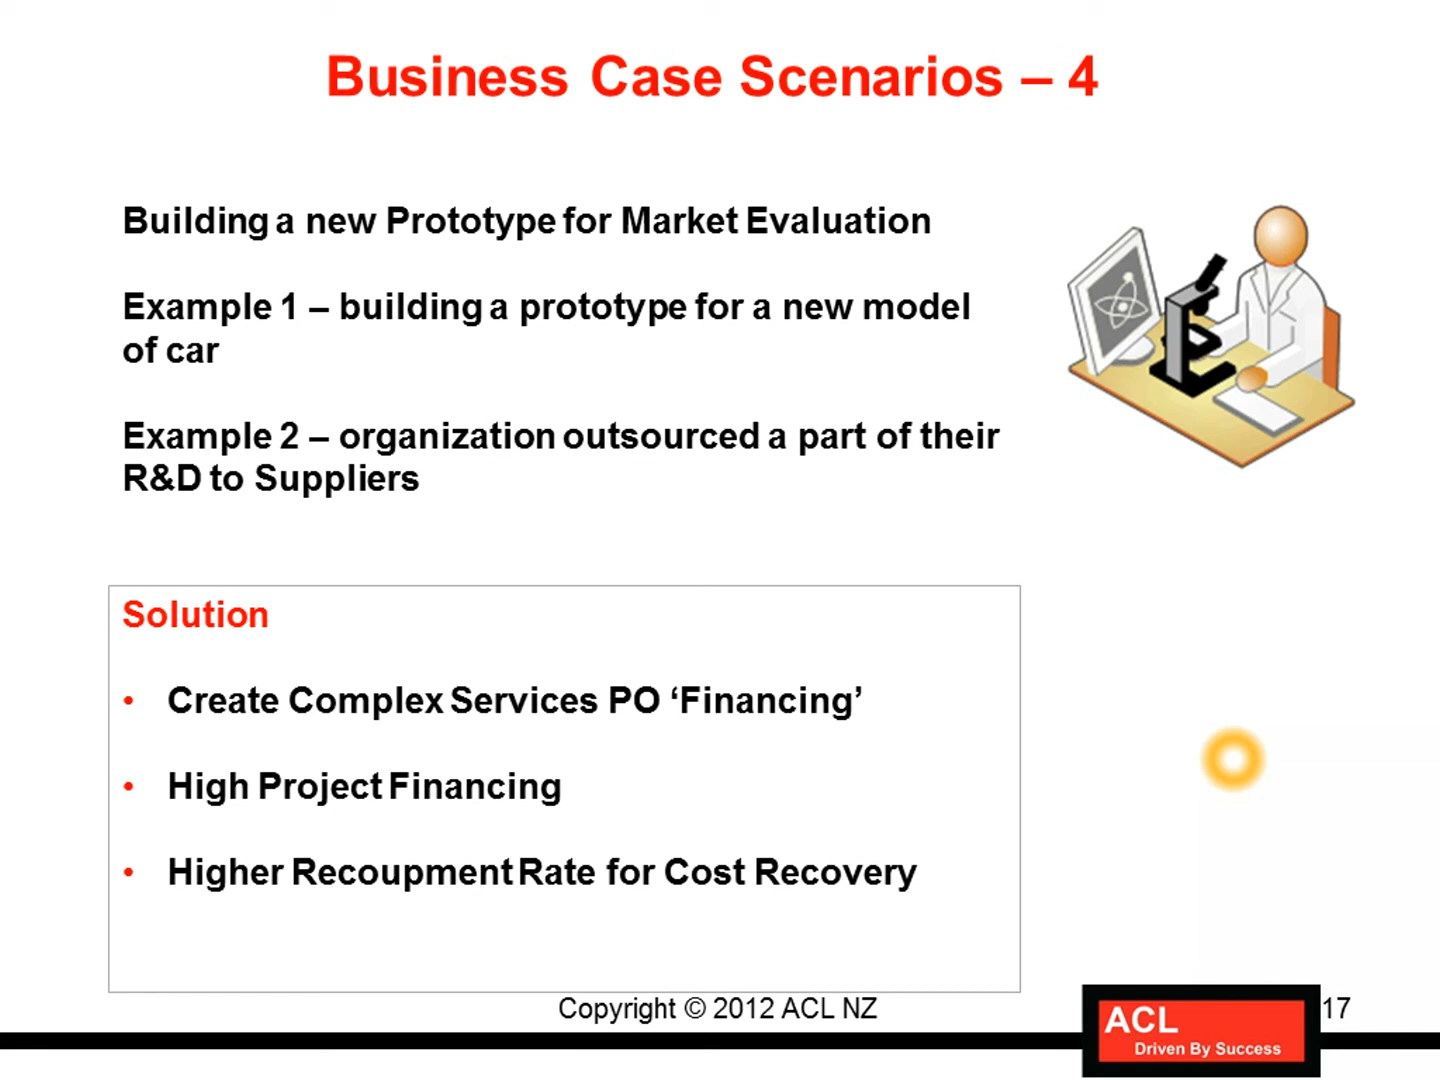 Business Case Scenarios – 4
Building a new Prototype for Market Evaluation
Example 1 – building a prototype for a new model
of car
Example 2 – organization outsourced a part of their
R&D to Suppliers
Solution
• Create Complex Services PO ‘Financing’
• High Project Financing
• Higher Recoupment Rate for Cost Recovery
Copyright © 2012 ACL NZ
ACL
Driven By Success
17